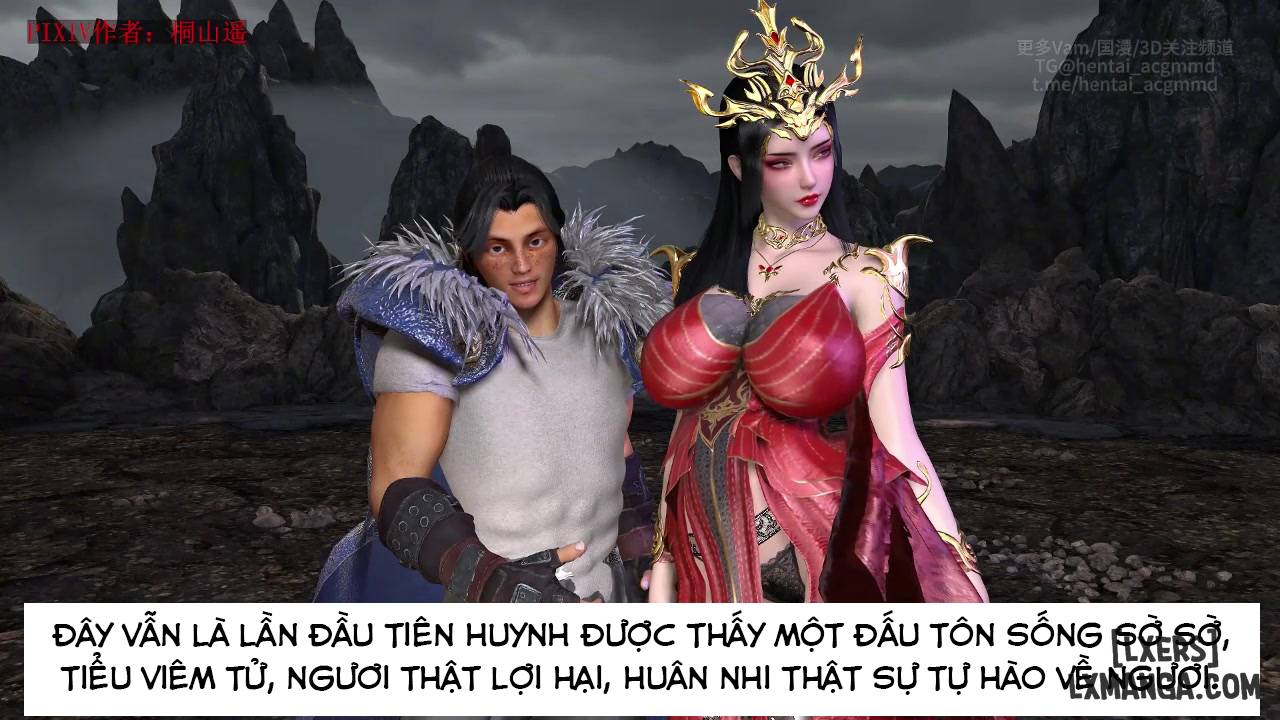 PIXIV作者：桐山遥
更多Vam/国漫/3D关注频道
TG@hentai_acgmmd
t.me/hentai_acgmmd
ĐÂY VẪN LÀ LẦN ĐẦU TIÊN HUYNH ĐƯỢC THẤY MỘT ĐẤU TÔN SỐNG SỜ SỜ,
TIỂU VIÊM TỬ, NGƯƠI THẬT LỢI HẠI, HUÂN NHI THẬT SỰ TỰ HÀO VỀ NGƯƠI.
[LXERS]
LXMANGA.COM